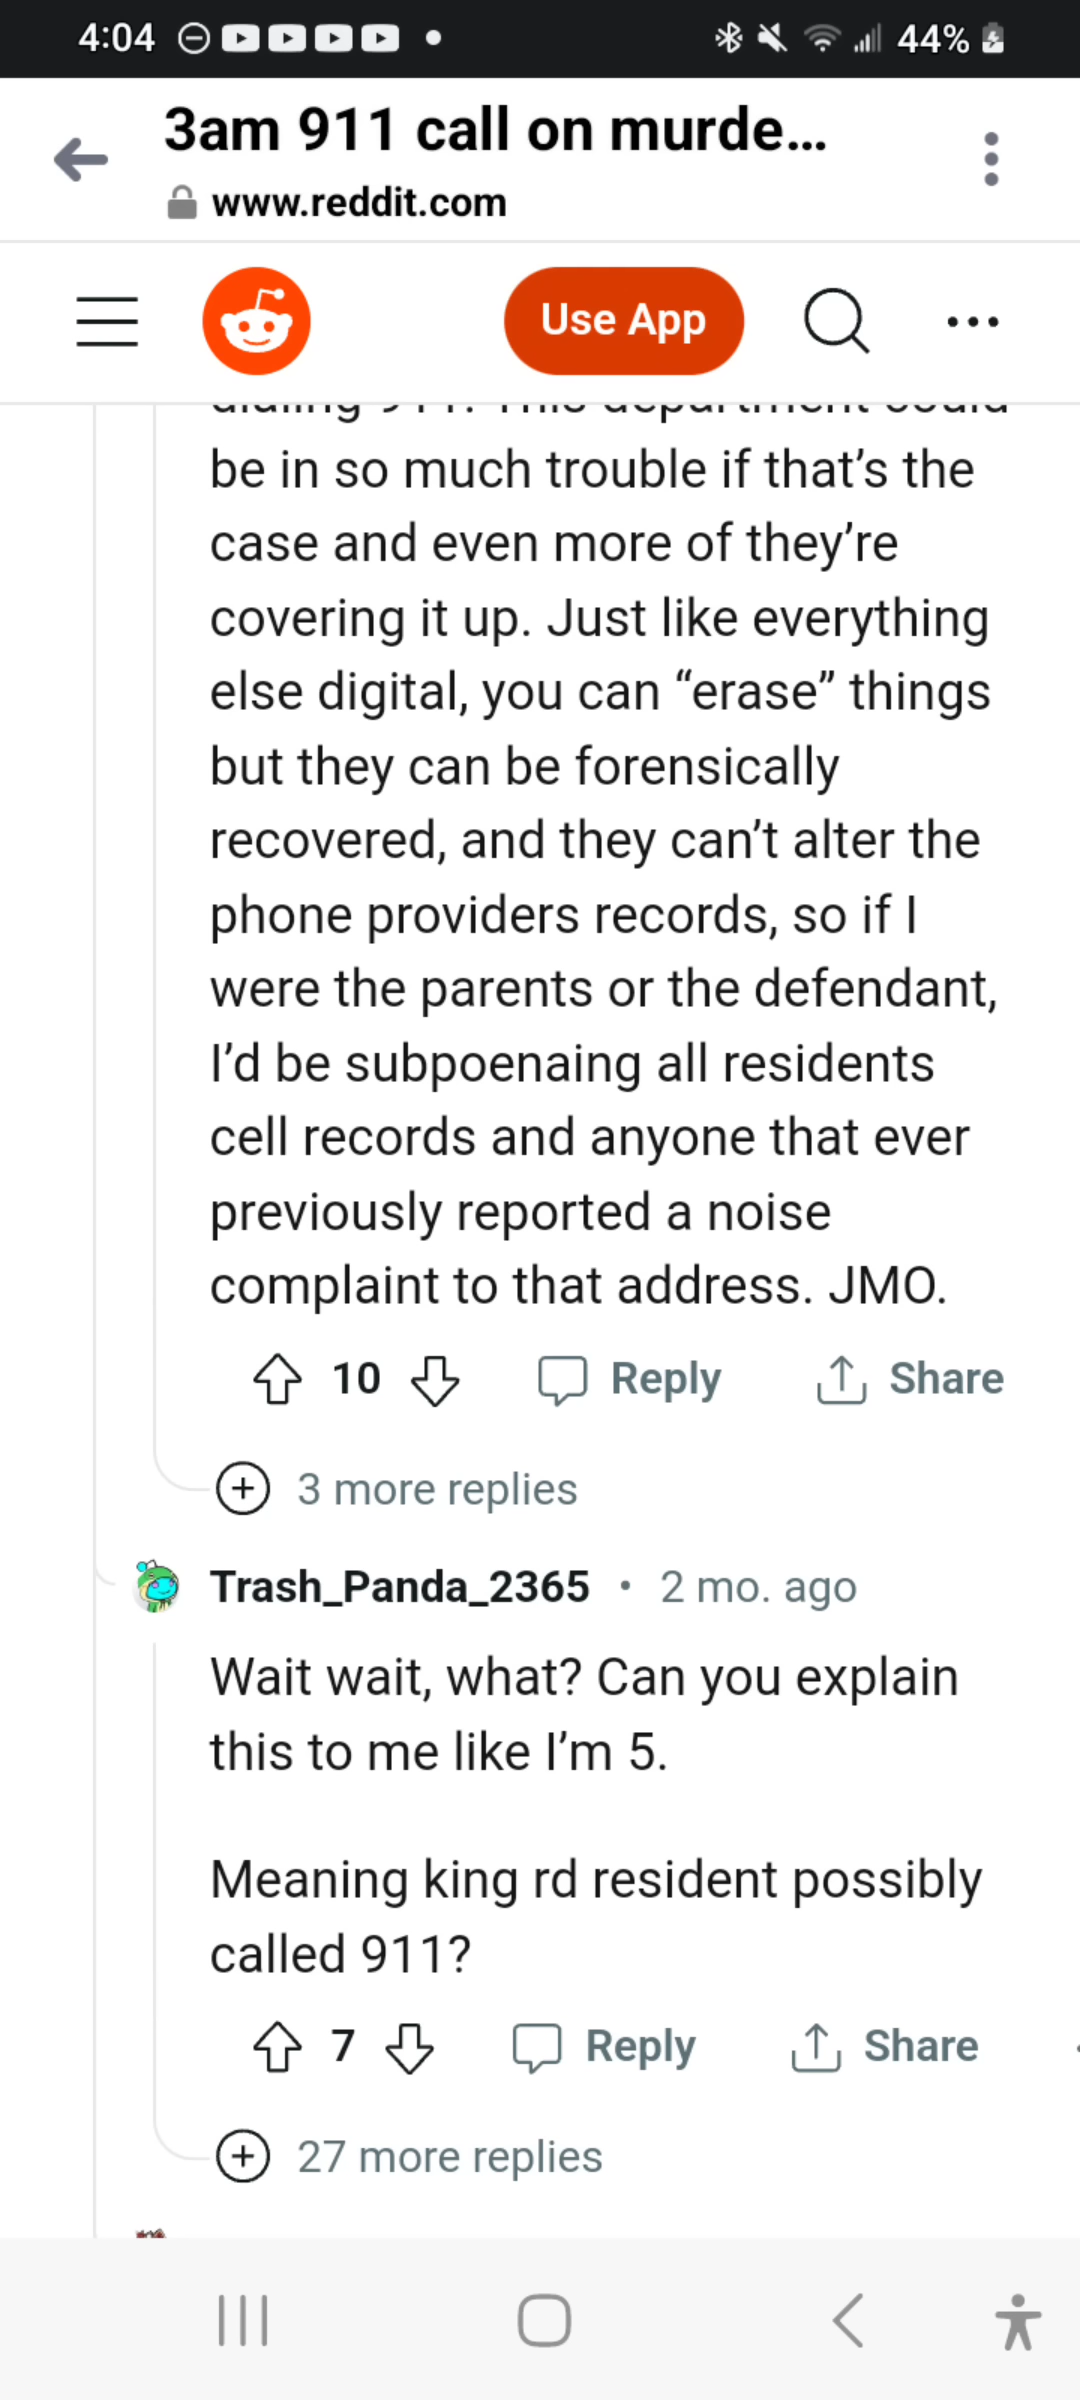 4:04
44%
3am 911 call on murde...
www.reddit.com
Use App
be in so much trouble if that’s the
case and even more of they’re
covering it up. Just like everything
else digital, you can “erase” things
but they can be forensically
recovered, and they can’t alter the
phone providers records, so if I
were the parents or the defendant,
I’d be subpoenaing all residents
cell records and anyone that ever
previously reported a noise
complaint to that address. JMO.
10 Reply Share
3 more replies
Trash_Panda_2365 • 2 mo. ago
Wait wait, what? Can you explain
this to me like I’m 5.
Meaning king rd resident possibly
called 911?
7 Reply Share
27 more replies